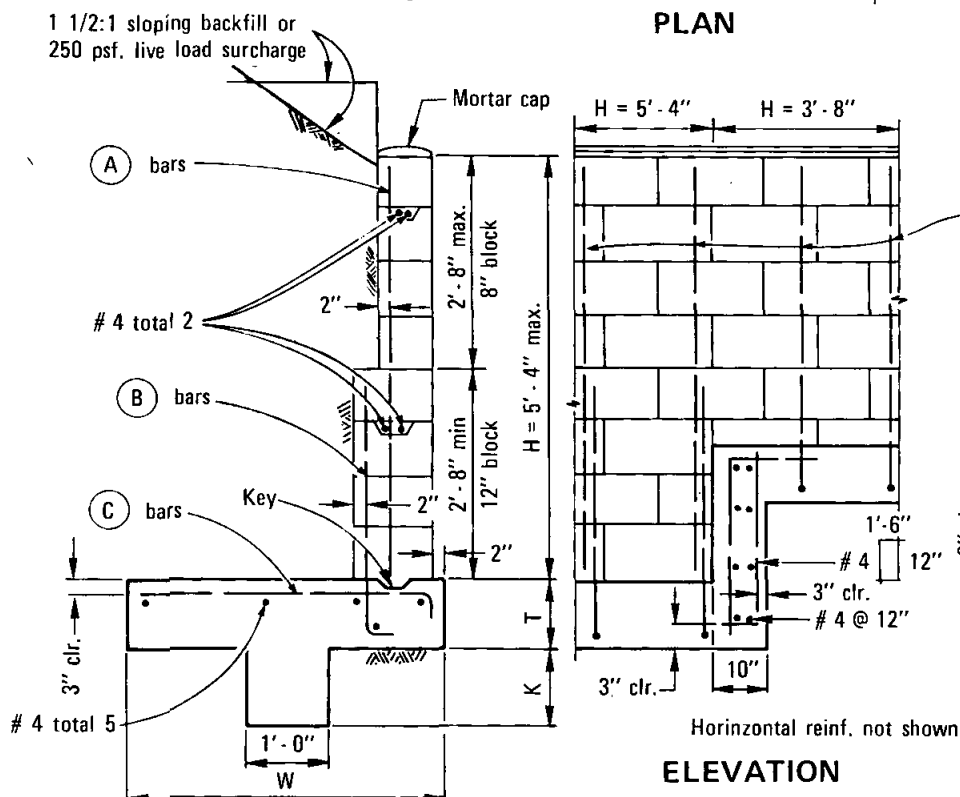 PLAN
1 1/2:1 sloping backfill or
250 psf. live load surcharge
Mortar cap
H = 5'-4"
H = 3'-8"
A bars
2'-8" max.
8" block
2"
# 4 total 2
H = 5'-4" max.
B bars
2'-8" min
12" block
Key
2"
C bars
2"
1'-6"
12"
# 4
3" clr.
# 4 @ 12"
3" clr.
T
K
3" clr.
10"
# 4 total 5
1'-0"
W
Horinzontal reinf. not shown
ELEVATION